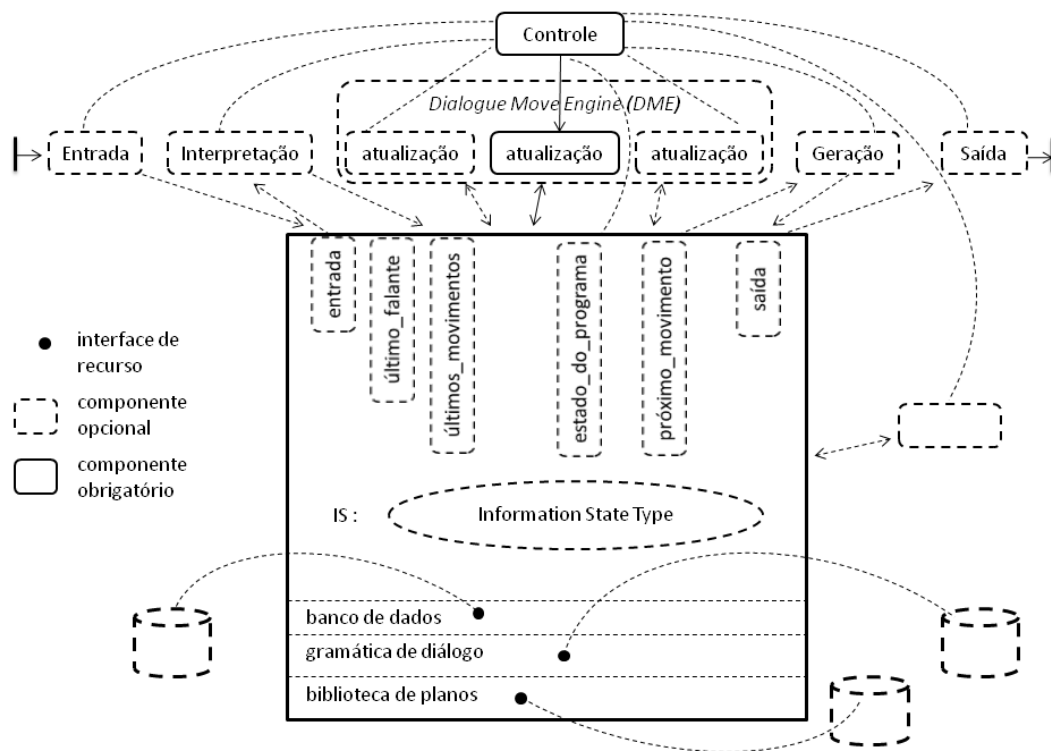 Controle
Dialogue Move Engine (DME)
Entrada
Interpretação
atualização
atualização
atualização
Geração
Saída
entrada
último_falante
últimos_movimentos
estado_do_programa
próximo_movimento
saída
interface de
recurso
componente
opcional
componente
obrigatório
IS :
Information State Type
banco de dados
gramática de diálogo
biblioteca de planos